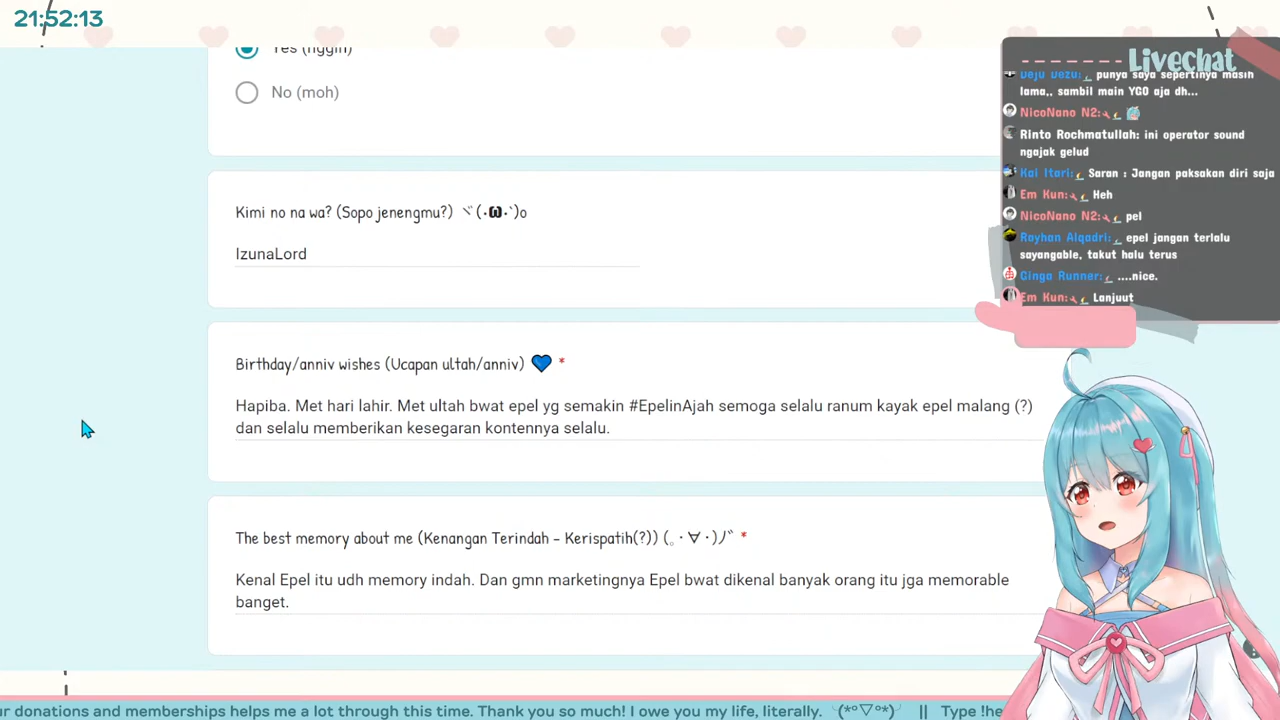 21:52:13
Yes (nggih)
No (moh)
Kimi no na wa? (Sopo jenengmu?) ヾ(･ω･`)o
IzunaLord
Birthday/anniv wishes (Ucapan ultah/anniv) 💙 *
Hapiba. Met hari lahir. Met ultah bwat epel yg semakin #EpelinAjah semoga selalu ranum kayak epel malang (?)
dan selalu memberikan kesegaran kontennya selalu.
The best memory about me (Kenangan Terindah - Kerispatih(?)) (。･∀･)ﾉﾞ *
Kenal Epel itu udh memory indah. Dan gmn marketingnya Epel bwat dikenal banyak orang itu jga memorable
banget.
Livechat
Deju Dezu: punya saya sepertinya masih
lama,, sambil main YGO aja dh...
NicoNano N2:
RInto Rochmatullah: ini operator sound
ngajak gelud
Kai Itari: Saran : Jangan paksakan diri saja
Em Kun: Heh
NicoNano N2: pel
Rayhan Alqadri: epel jangan terlalu
sayangable, takut halu terus
Ginga Runner: ....nice.
Em Kun: Lanjuut
ur donations and memberships helps me a lot through this time. Thank you so much! I owe you my life, literally. ╰(*°▽°*)╯ || Type !he